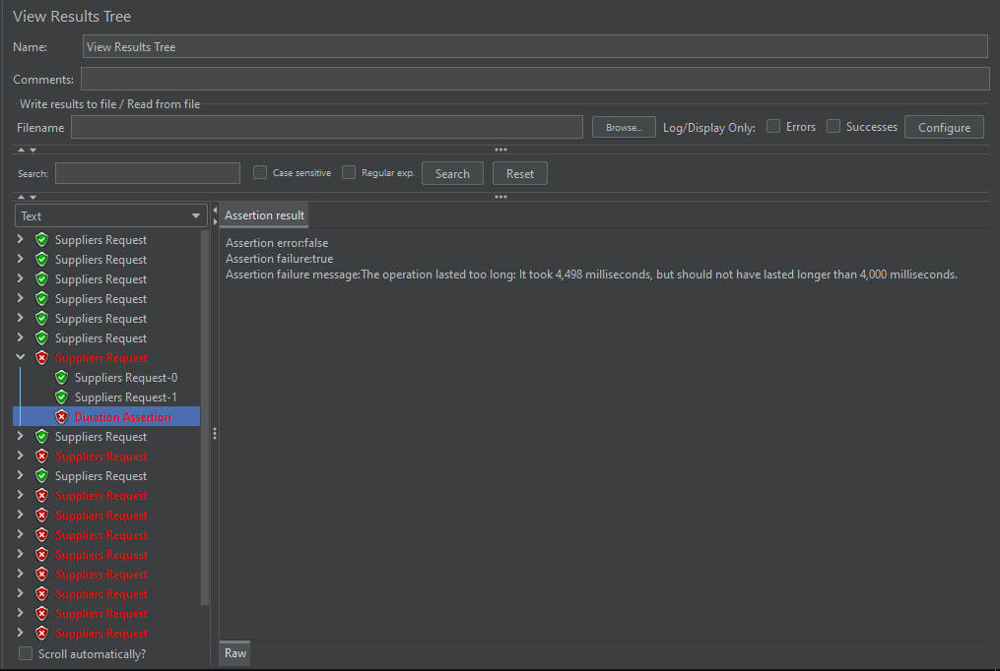 View Results Tree
Name: View Results Tree
Comments:
Write results to file / Read from file
Filename Browse... Log/Display Only: Errors Successes Configure
Search: Case sensitive Regular exp. Search Reset
Text
Assertion result
Suppliers Request
Assertion error:false
Suppliers Request
Assertion failure:true
Suppliers Request
Assertion failure message:The operation lasted too long: It took 4,498 milliseconds, but should not have lasted longer than 4,000 milliseconds.
Suppliers Request
Suppliers Request
Suppliers Request
Suppliers Request
Suppliers Request-0
Suppliers Request-1
Duration Assertion
Suppliers Request
Suppliers Request
Suppliers Request
Suppliers Request
Suppliers Request
Suppliers Request
Suppliers Request
Suppliers Request
Suppliers Request
Suppliers Request
Suppliers Request
Scroll automatically?
Raw